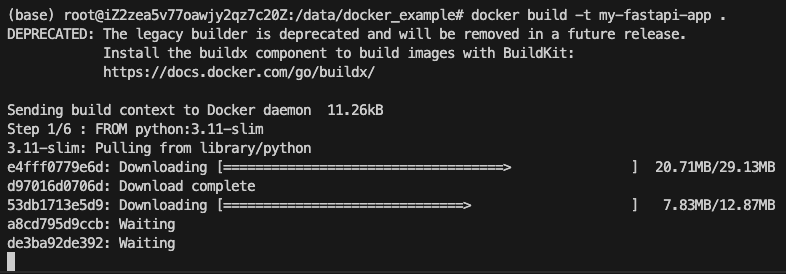 (base) root@iZ2zea5v77oawjy2qz7c20Z:/data/docker_example# docker build -t my-fastapi-app .
DEPRECATED: The legacy builder is deprecated and will be removed in a future release.
            Install the buildx component to build images with BuildKit:
            https://docs.docker.com/go/buildx/

Sending build context to Docker daemon  11.26kB
Step 1/6 : FROM python:3.11-slim
3.11-slim: Pulling from library/python
e4fff0779e6d: Downloading [===================================>               ]  20.71MB/29.13MB
d97016d0706d: Download complete
53db1713e5d9: Downloading [==============================>                    ]   7.83MB/12.87MB
a8cd795d9ccb: Waiting
de3ba92de392: Waiting